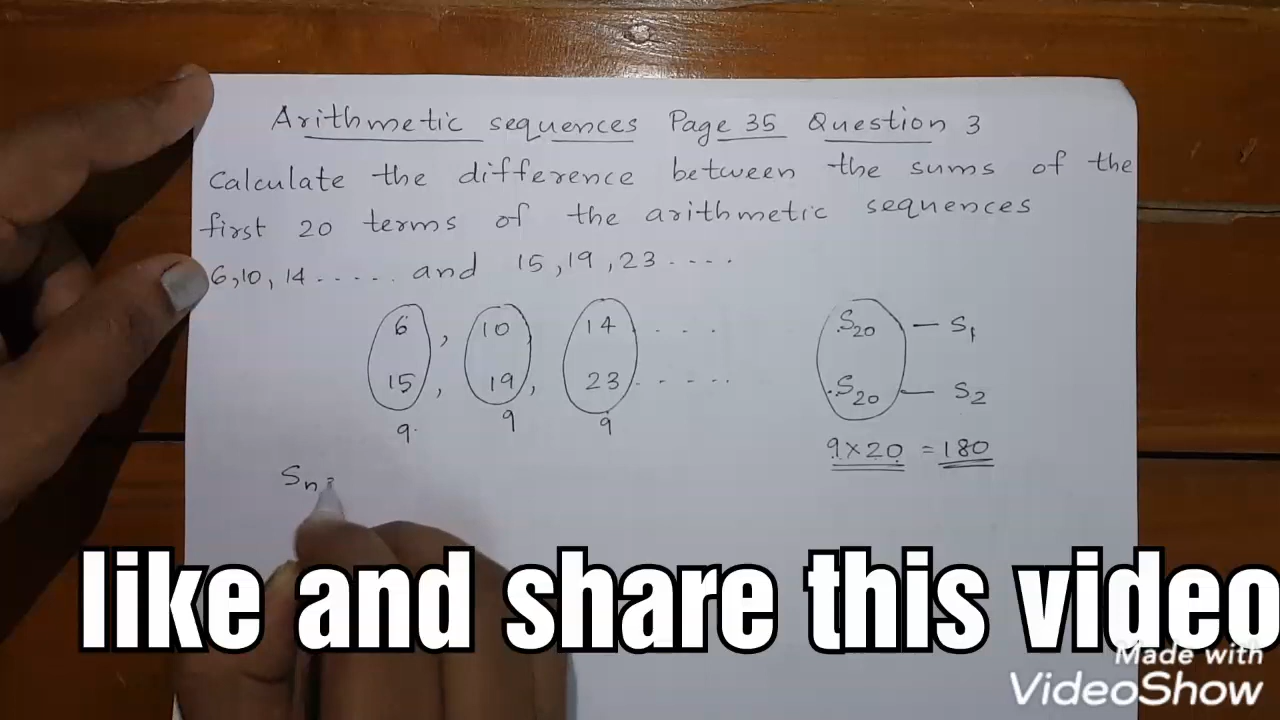 Arithmetic sequences Page 35 Question 3
Calculate the difference between the sums of the
first 20 terms of the arithmetic sequences
6,10, 14 ..... and 15,19,23 ....
6, 10 14 ...
15, 19, 23 .....
9. 9 9
S20 — S1
S20 — S2
9×20 = 180
Sn =
like and share this video
Made with
VideoShow